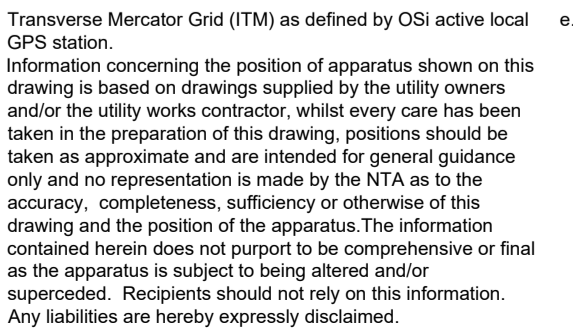 Transverse Mercator Grid (ITM) as defined by OSi active local e.
GPS station.
Information concerning the position of apparatus shown on this
drawing is based on drawings supplied by the utility owners
and/or the utility works contractor, whilst every care has been
taken in the preparation of this drawing, positions should be
taken as approximate and are intended for general guidance
only and no representation is made by the NTA as to the
accuracy,  completeness, sufficiency or otherwise of this
drawing and the position of the apparatus.The information
contained herein does not purport to be comprehensive or final
as the apparatus is subject to being altered and/or
superceded.  Recipients should not rely on this information.
Any liabilities are hereby expressly disclaimed.